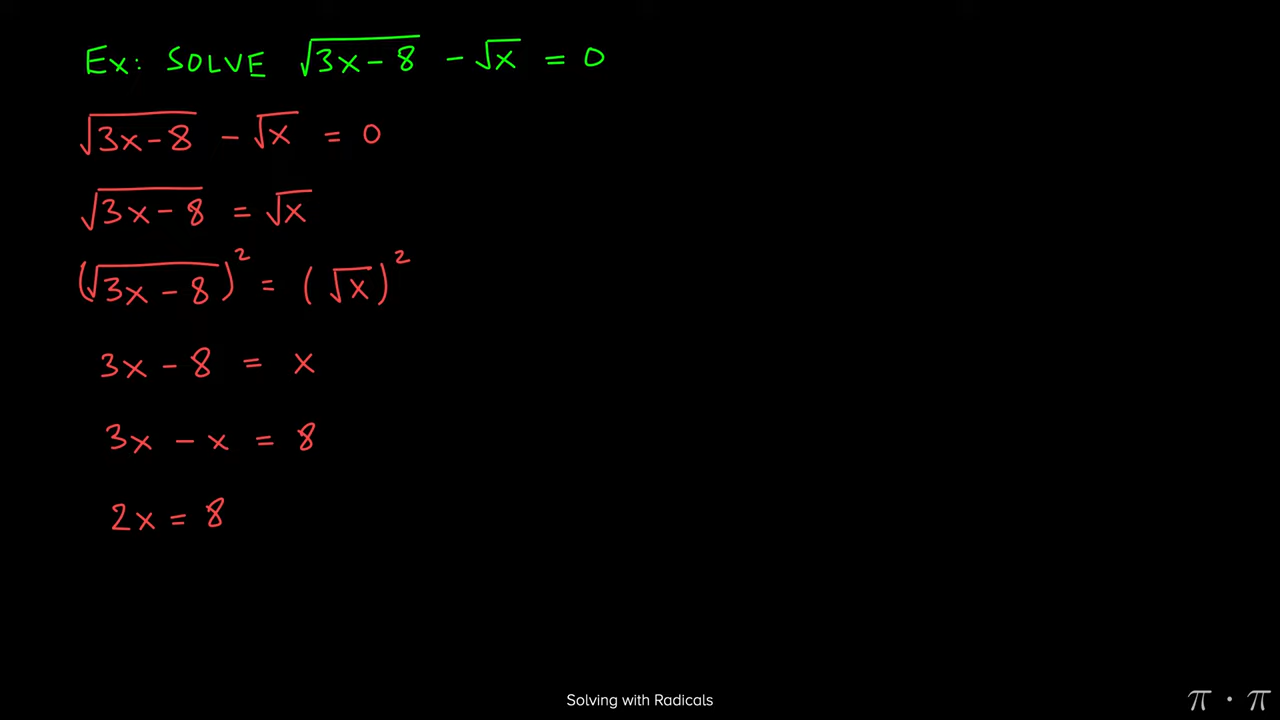 Ex: SOLVE √(3x-8) - √x = 0
√(3x-8) - √x = 0
√(3x-8) = √x
(√(3x-8))² = (√x)²
3x - 8 = x
3x - x = 8
2x = 8
Solving with Radicals
π · π